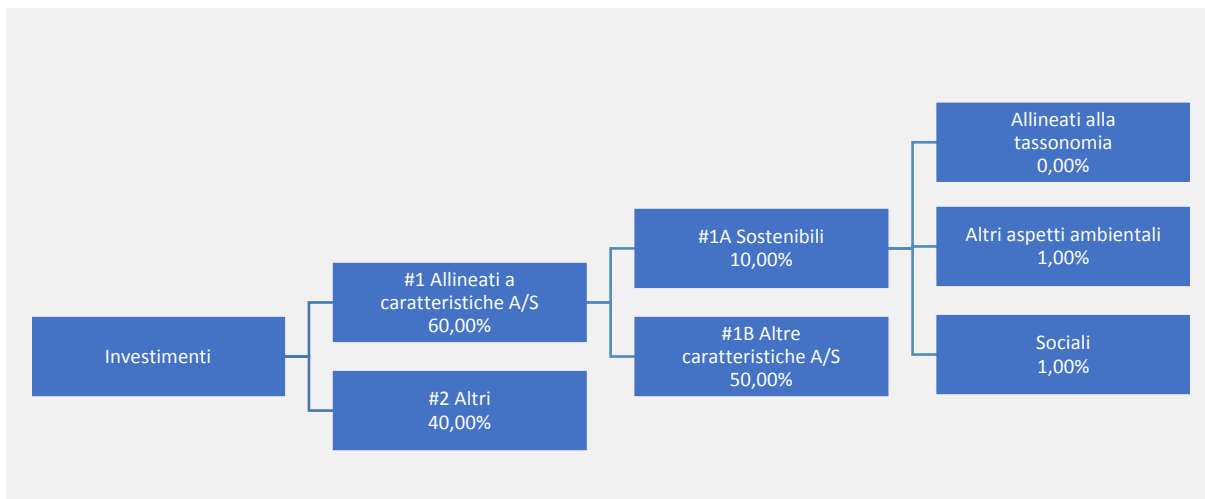 Investimenti
#1 Allineati a
caratteristiche A/S
60,00%
#2 Altri
40,00%
#1A Sostenibili
10,00%
#1B Altre
caratteristiche A/S
50,00%
Allineati alla
tassonomia
0,00%
Altri aspetti ambientali
1,00%
Sociali
1,00%